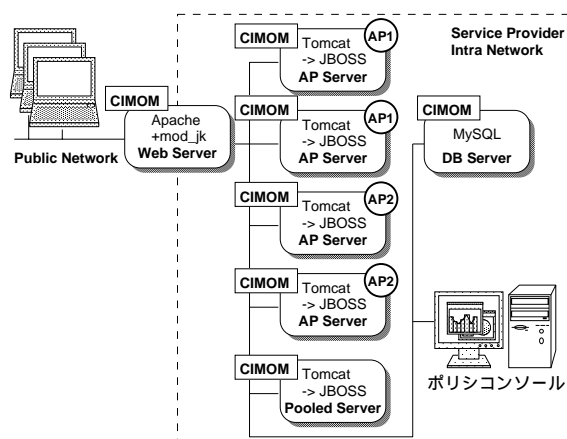 Service Provider
Intra Network
CIMOM
AP1
Tomcat
-> JBOSS
AP Server
CIMOM
Apache
+mod_jk
Web Server
Public Network
CIMOM
AP1
Tomcat
-> JBOSS
AP Server
CIMOM
MySQL
DB Server
CIMOM
AP2
Tomcat
-> JBOSS
AP Server
CIMOM
AP2
Tomcat
-> JBOSS
AP Server
CIMOM
Tomcat
-> JBOSS
Pooled Server
ポリシコンソール